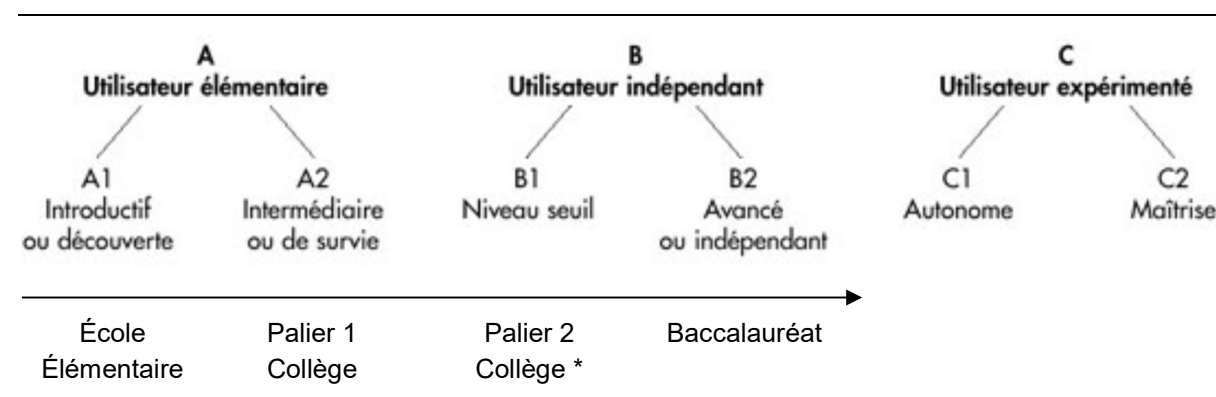 A
Utilisateur élémentaire
B
Utilisateur indépendant
C
Utilisateur expérimenté
A1
Introductif
ou découverte
A2
Intermédiaire
ou de survie
B1
Niveau seuil
B2
Avancé
ou indépendant
C1
Autonome
C2
Maîtrise
École
Élémentaire
Palier 1
Collège
Palier 2
Collège *
Baccalauréat